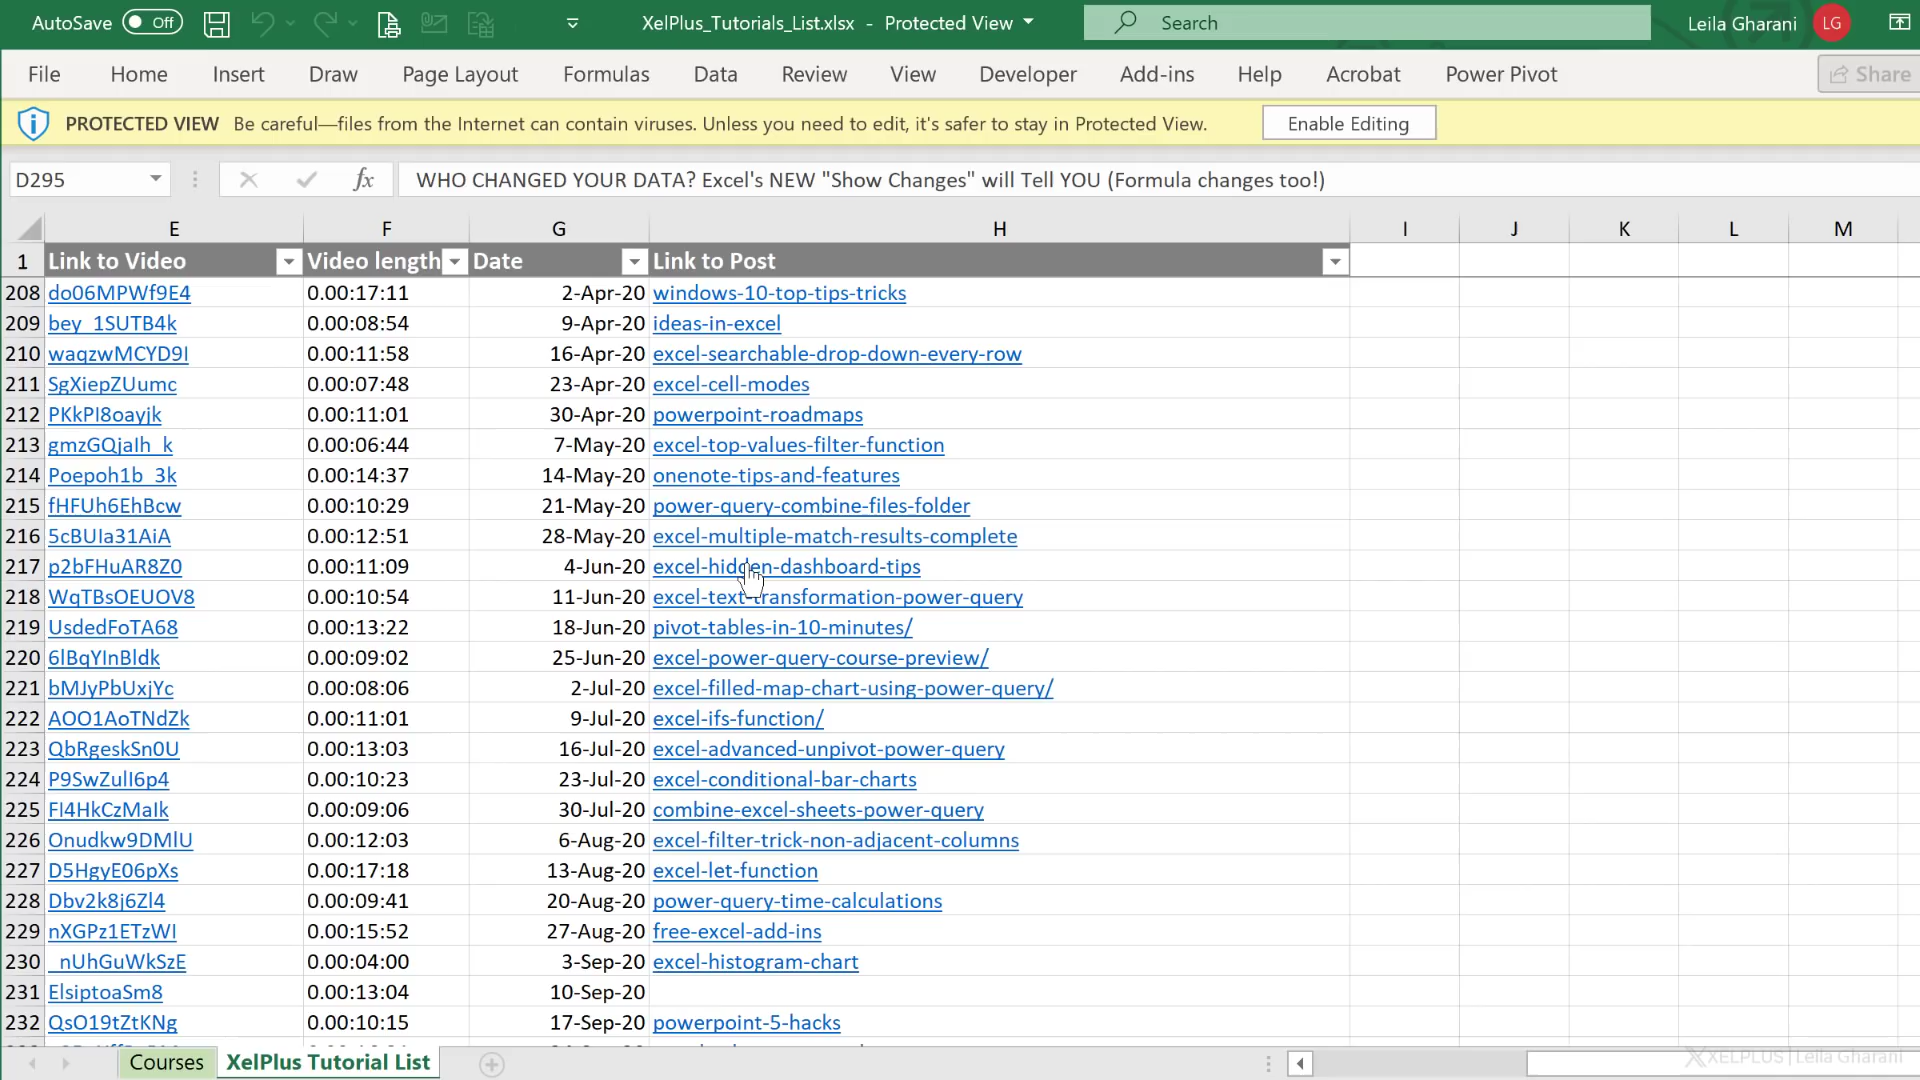 AutoSave Off XelPlus_Tutorials_List.xlsx - Protected View Search Leila Gharani LG
File Home Insert Draw Page Layout Formulas Data Review View Developer Add-ins Help Acrobat Power Pivot Share
PROTECTED VIEW Be careful—files from the Internet can contain viruses. Unless you need to edit, it's safer to stay in Protected View. Enable Editing
D295 fx WHO CHANGED YOUR DATA? Excel's NEW "Show Changes" will Tell YOU (Formula changes too!)
E F G H I J K L M
1 Link to Video Video length Date Link to Post
208 do06MPWf9E4 0.00:17:11 2-Apr-20 windows-10-top-tips-tricks
209 bey_1SUTB4k 0.00:08:54 9-Apr-20 ideas-in-excel
210 waqzwMCYD9I 0.00:11:58 16-Apr-20 excel-searchable-drop-down-every-row
211 SgXiepZUumc 0.00:07:48 23-Apr-20 excel-cell-modes
212 PKkPI8oayjk 0.00:11:01 30-Apr-20 powerpoint-roadmaps
213 gmzGQjaIh_k 0.00:06:44 7-May-20 excel-top-values-filter-function
214 Poepoh1b_3k 0.00:14:37 14-May-20 onenote-tips-and-features
215 fHFUh6EhBcw 0.00:10:29 21-May-20 power-query-combine-files-folder
216 5cBUIa31AiA 0.00:12:51 28-May-20 excel-multiple-match-results-complete
217 p2bFHuAR8Z0 0.00:11:09 4-Jun-20 excel-hidden-dashboard-tips
218 WqTBsOEUOV8 0.00:10:54 11-Jun-20 excel-text-transformation-power-query
219 UsdedFoTA68 0.00:13:22 18-Jun-20 pivot-tables-in-10-minutes/
220 6lBqYInBldk 0.00:09:02 25-Jun-20 excel-power-query-course-preview/
221 bMJyPbUxjYc 0.00:08:06 2-Jul-20 excel-filled-map-chart-using-power-query/
222 AOO1AoTNdZk 0.00:11:01 9-Jul-20 excel-ifs-function/
223 QbRgeskSn0U 0.00:13:03 16-Jul-20 excel-advanced-unpivot-power-query
224 P9SwZulI6p4 0.00:10:23 23-Jul-20 excel-conditional-bar-charts
225 FI4HkCzMaIk 0.00:09:06 30-Jul-20 combine-excel-sheets-power-query
226 Onudkw9DMlU 0.00:12:03 6-Aug-20 excel-filter-trick-non-adjacent-columns
227 D5HgyE06pXs 0.00:17:18 13-Aug-20 excel-let-function
228 Dbv2k8j6Zl4 0.00:09:41 20-Aug-20 power-query-time-calculations
229 nXGPz1ETzWI 0.00:15:52 27-Aug-20 free-excel-add-ins
230 _nUhGuWkSzE 0.00:04:00 3-Sep-20 excel-histogram-chart
231 ElsiptoaSm8 0.00:13:04 10-Sep-20
232 QsO19tZtKNg 0.00:10:15 17-Sep-20 powerpoint-5-hacks
Courses XelPlus Tutorial List
XELPLUS | Leila Gharani